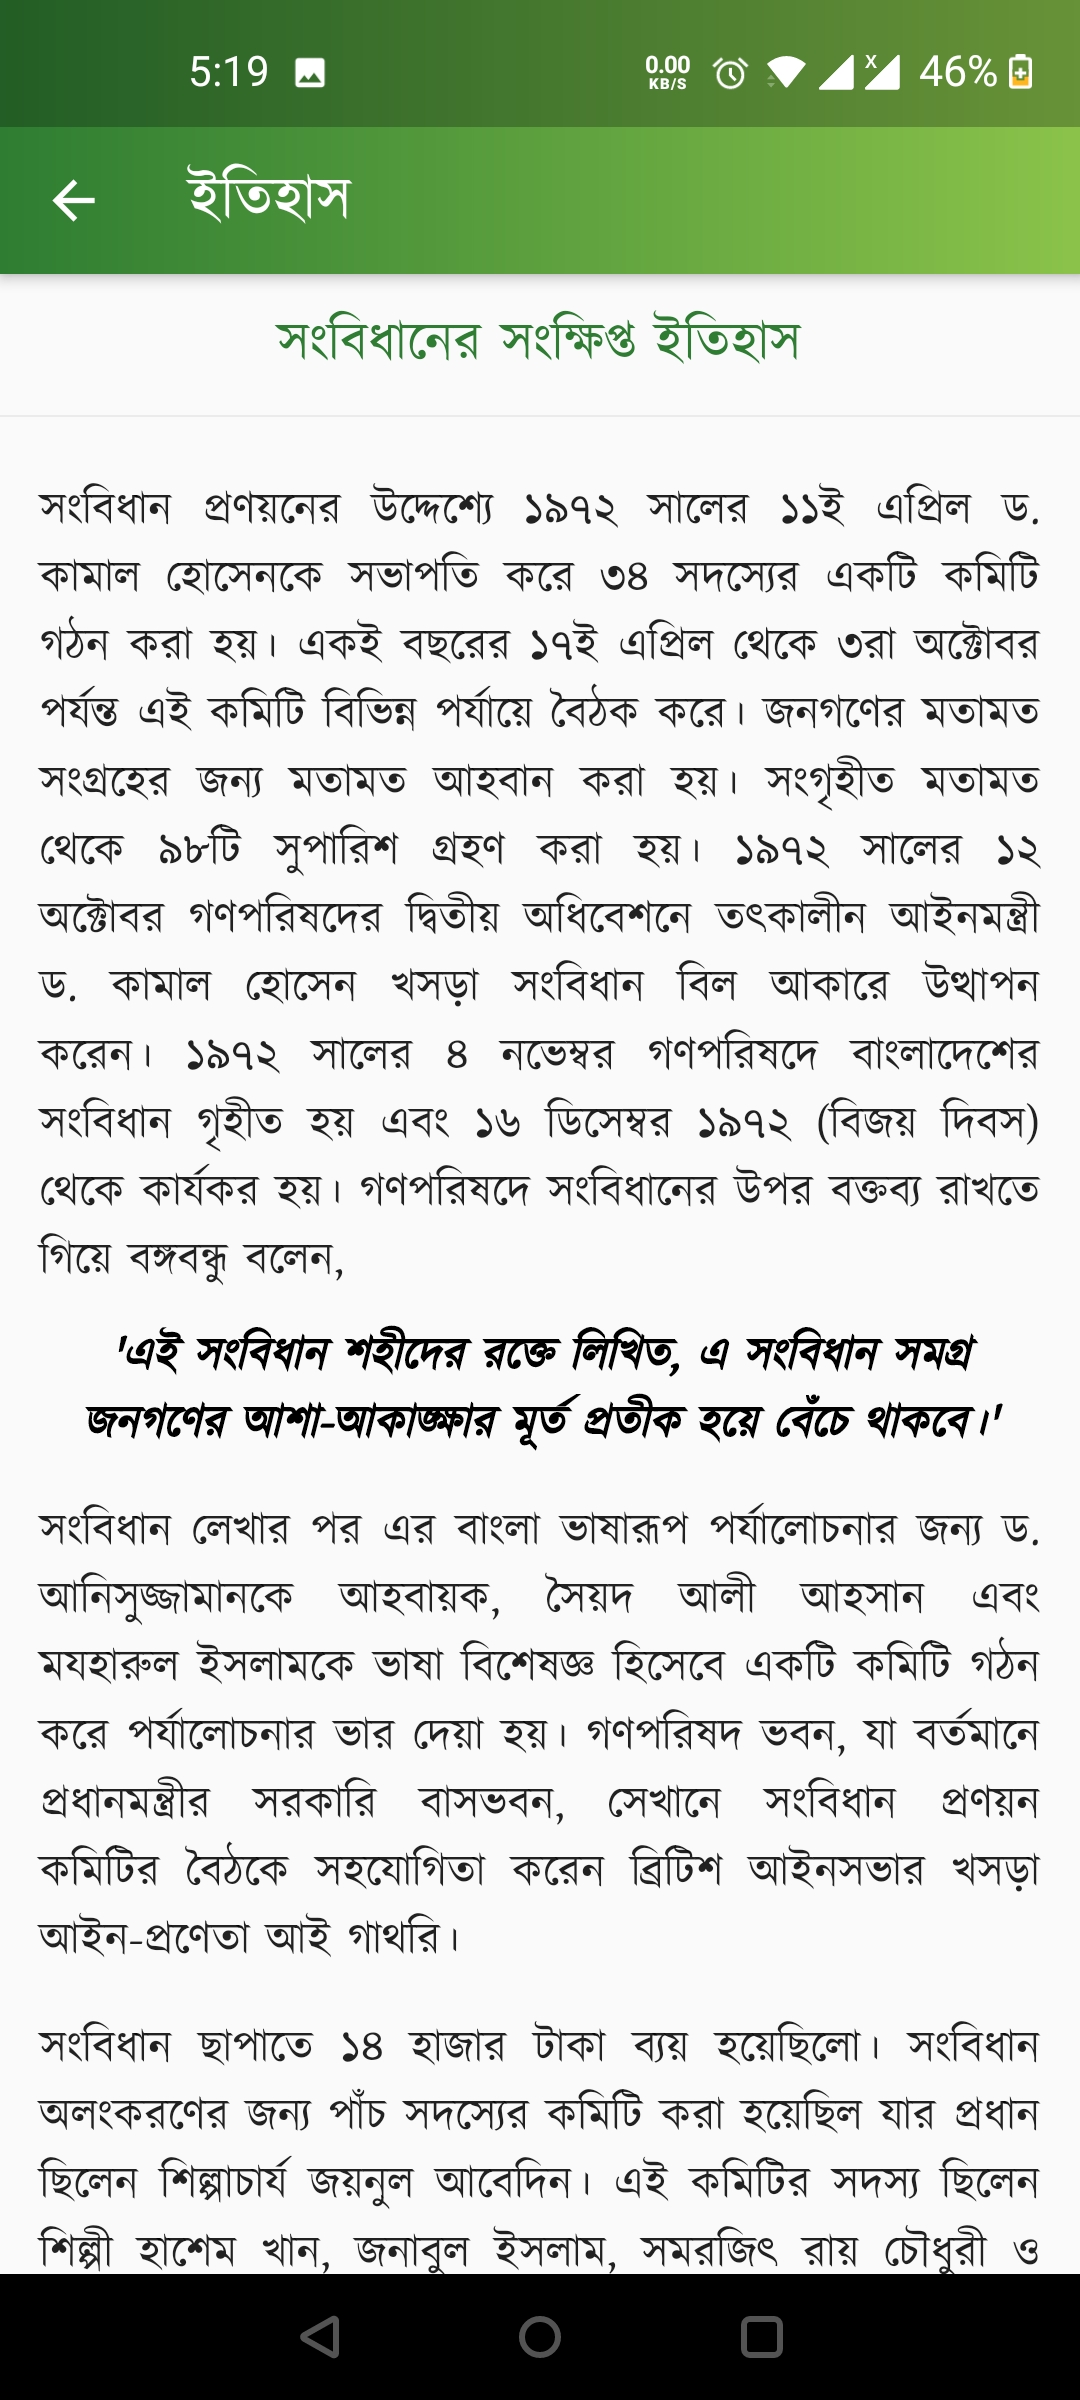 5:19
0.00
KB/S
X
46%
ইতিহাস
সংবিধানের সংক্ষিপ্ত ইতিহাস
সংবিধান প্রণয়নের উদ্দেশ্যে ১৯৭২ সালের ১১ই এপ্রিল ড.
কামাল হোসেনকে সভাপতি করে ৩৪ সদস্যের একটি কমিটি
গঠন করা হয়। একই বছরের ১৭ই এপ্রিল থেকে ৩রা অক্টোবর
পর্যন্ত এই কমিটি বিভিন্ন পর্যায়ে বৈঠক করে। জনগণের মতামত
সংগ্রহের জন্য মতামত আহবান করা হয়। সংগৃহীত মতামত
থেকে ৯৮টি সুপারিশ গ্রহণ করা হয়। ১৯৭২ সালের ১২
অক্টোবর গণপরিষদের দ্বিতীয় অধিবেশনে তৎকালীন আইনমন্ত্রী
ড. কামাল হোসেন খসড়া সংবিধান বিল আকারে উত্থাপন
করেন। ১৯৭২ সালের ৪ নভেম্বর গণপরিষদে বাংলাদেশের
সংবিধান গৃহীত হয় এবং ১৬ ডিসেম্বর ১৯৭২ (বিজয় দিবস)
থেকে কার্যকর হয়। গণপরিষদে সংবিধানের উপর বক্তব্য রাখতে
গিয়ে বঙ্গবন্ধু বলেন,
'এই সংবিধান শহীদের রক্তে লিখিত, এ সংবিধান সমগ্র
জনগণের আশা-আকাঙ্ক্ষার মূর্ত প্রতীক হয়ে বেঁচে থাকবে।'
সংবিধান লেখার পর এর বাংলা ভাষারূপ পর্যালোচনার জন্য ড.
আনিসুজ্জামানকে আহবায়ক, সৈয়দ আলী আহসান এবং
মযহারুল ইসলামকে ভাষা বিশেষজ্ঞ হিসেবে একটি কমিটি গঠন
করে পর্যালোচনার ভার দেয়া হয়। গণপরিষদ ভবন, যা বর্তমানে
প্রধানমন্ত্রীর সরকারি বাসভবন, সেখানে সংবিধান প্রণয়ন
কমিটির বৈঠকে সহযোগিতা করেন ব্রিটিশ আইনসভার খসড়া
আইন-প্রণেতা আই গাথরি।
সংবিধান ছাপাতে ১৪ হাজার টাকা ব্যয় হয়েছিলো। সংবিধান
অলংকরণের জন্য পাঁচ সদস্যের কমিটি করা হয়েছিল যার প্রধান
ছিলেন শিল্পাচার্য জয়নুল আবেদিন। এই কমিটির সদস্য ছিলেন
শিল্পী হাশেম খান, জনাবুল ইসলাম, সমরজিৎ রায় চৌধুরী ও